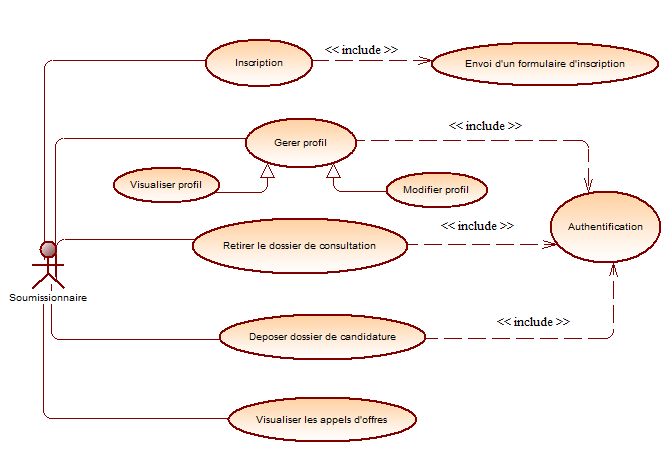 << include >>
Inscription
Envoi d'un formulaire d'inscription
<< include >>
Gerer profil
Visualiser profil
Modifier profil
<< include >>
Authentification
Retirer le dossier de consultation
Soumissionnaire
<< include >>
Deposer dossier de candidature
Visualiser les appels d'offres